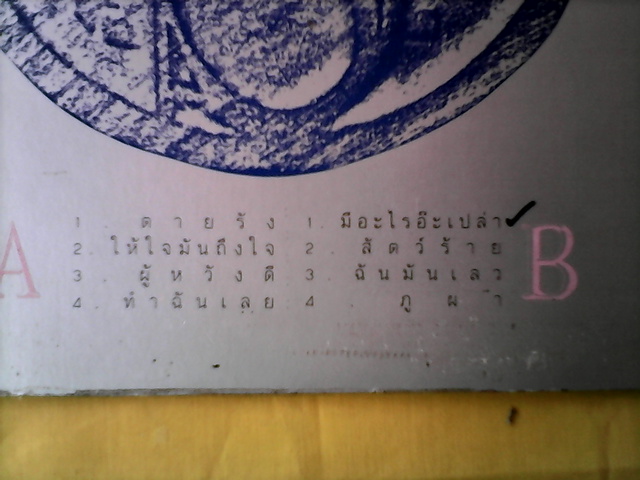 A
1. ตายรัง
2. ให้ใจมันถึงใจ
3. ผู้หวังดี
4. ทำฉันเลย
1. มีอะไรอ๊ะเปล่า
2. สัตว์ร้าย
3. ฉันมันเลว
4. ภูผา
B